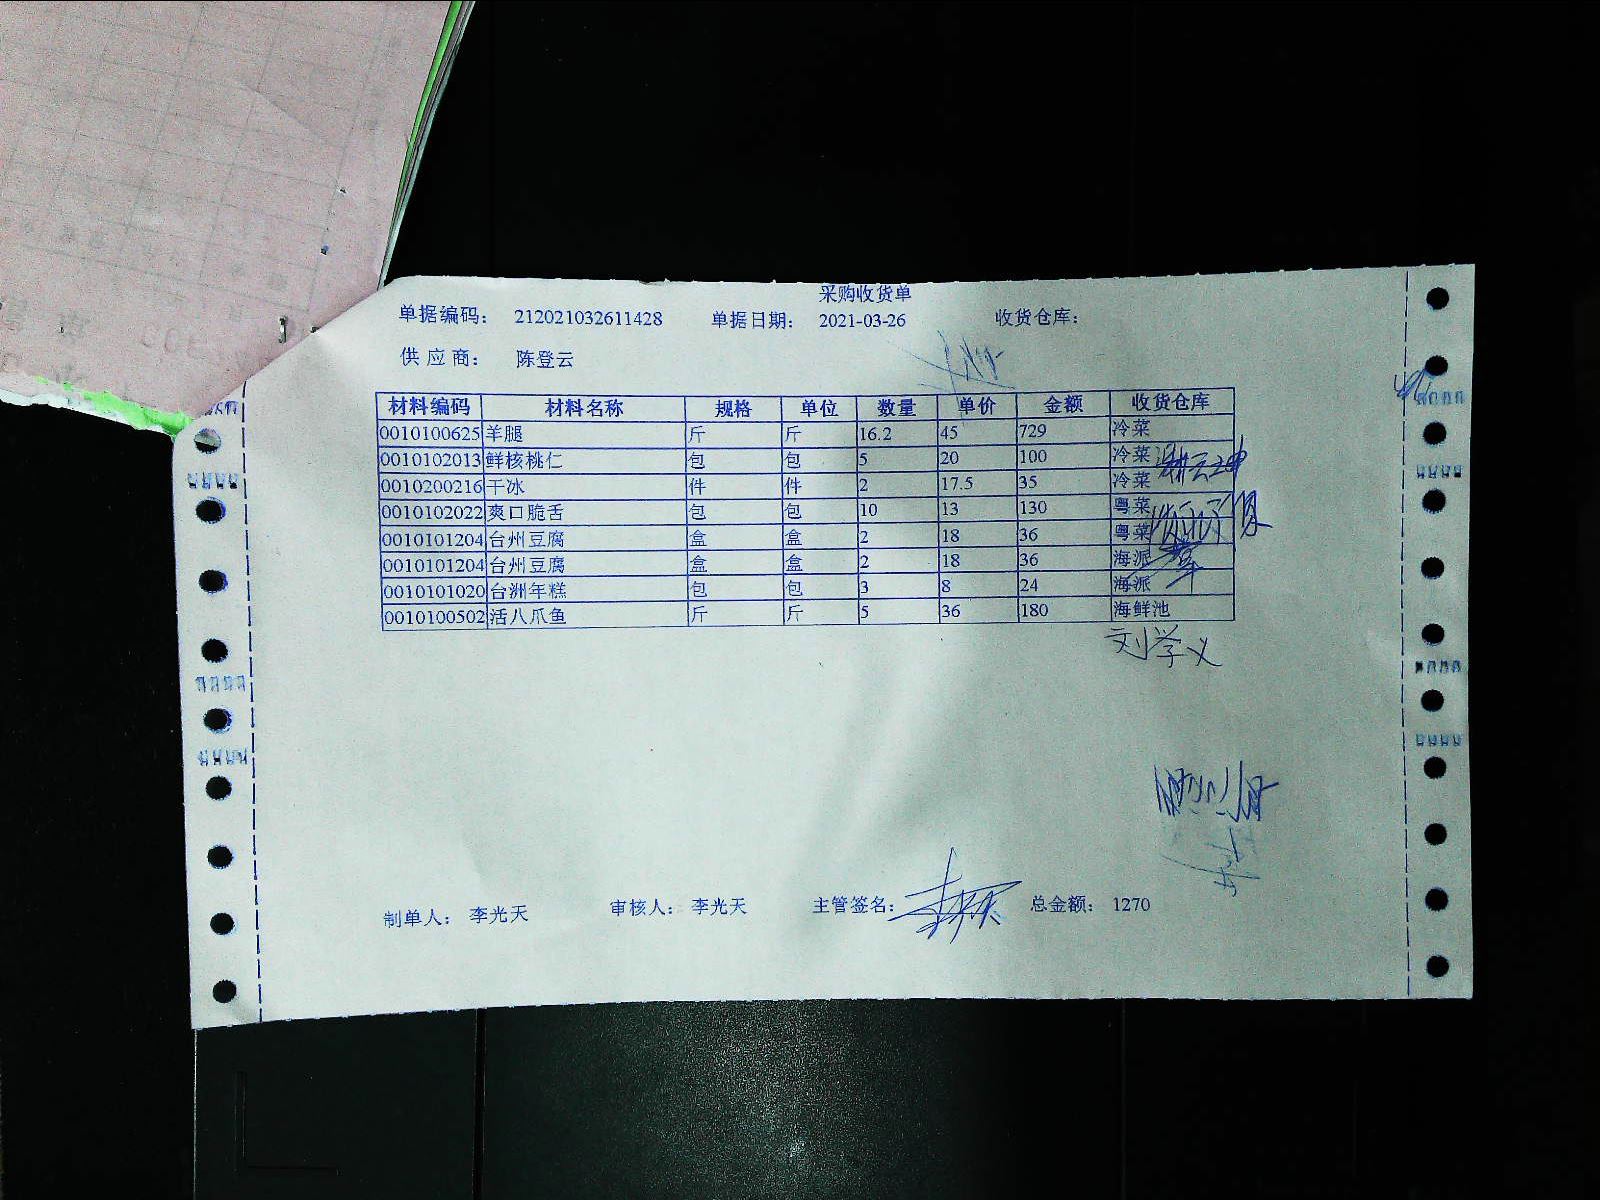 采购收货单
单据编码： 212021032611428 单据日期： 2021-03-26 收货仓库：
供应商： 陈登云
材料编码 材料名称 规格 单位 数量 单价 金额 收货仓库
0010100625 羊腿 斤 斤 16.2 45 729 冷菜
0010102013 鲜核桃仁 包 包 5 20 100 冷菜
0010200216 干冰 件 件 2 17.5 35 冷菜
0010102022 爽口脆舌 包 包 10 13 130 粤菜
0010101204 台州豆腐 盒 盒 2 18 36 粤菜
0010101204 台州豆腐 盒 盒 2 18 36 海派
0010101020 台洲年糕 包 包 3 8 24 海派
0010100502 活八爪鱼 斤 斤 5 36 180 海鲜池
刘学义
制单人： 李光天 审核人： 李光天 主管签名： 总金额： 1270